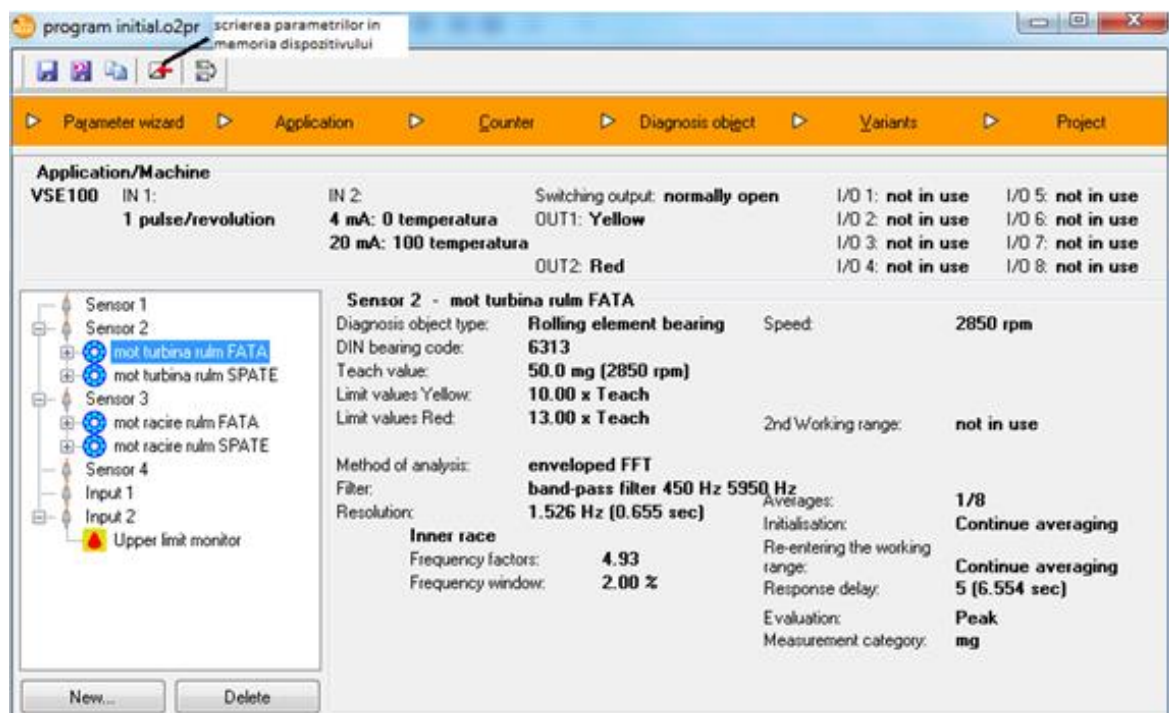 program initial.o2pr
scrierea parametrilor in
memoria dispozitivului
Parameter wizard Application Counter Diagnosis object Variants Project
Application/Machine
VSE100 IN 1: IN 2: Switching output: normally open I/O 1: not in use I/O 5: not in use
1 pulse/revolution 4 mA: 0 temperatura OUT1: Yellow I/O 2: not in use I/O 6: not in use
20 mA: 100 temperatura I/O 3: not in use I/O 7: not in use
OUT2: Red I/O 4: not in use I/O 8: not in use
Sensor 1
Sensor 2
mot turbina rulm FATA
mot turbina rulm SPATE
Sensor 3
mot racire rulm FATA
mot racire rulm SPATE
Sensor 4
Input 1
Input 2
Upper limit monitor
New... Delete
Sensor 2 - mot turbina rulm FATA
Diagnosis object type: Rolling element bearing Speed: 2850 rpm
DIN bearing code: 6313
Teach value: 50.0 mg (2850 rpm)
Limit values Yellow: 10.00 x Teach
Limit values Red: 13.00 x Teach 2nd Working range: not in use
Method of analysis: enveloped FFT
Filter: band-pass filter 450 Hz 5950 Hz
Averages: 1/8
Resolution: 1.526 Hz (0.655 sec)
Initialisation: Continue averaging
Inner race
Re-entering the working
range: Continue averaging
Frequency factors: 4.93
Frequency window: 2.00 %
Response delay: 5 (6.554 sec)
Evaluation: Peak
Measurement category: mg